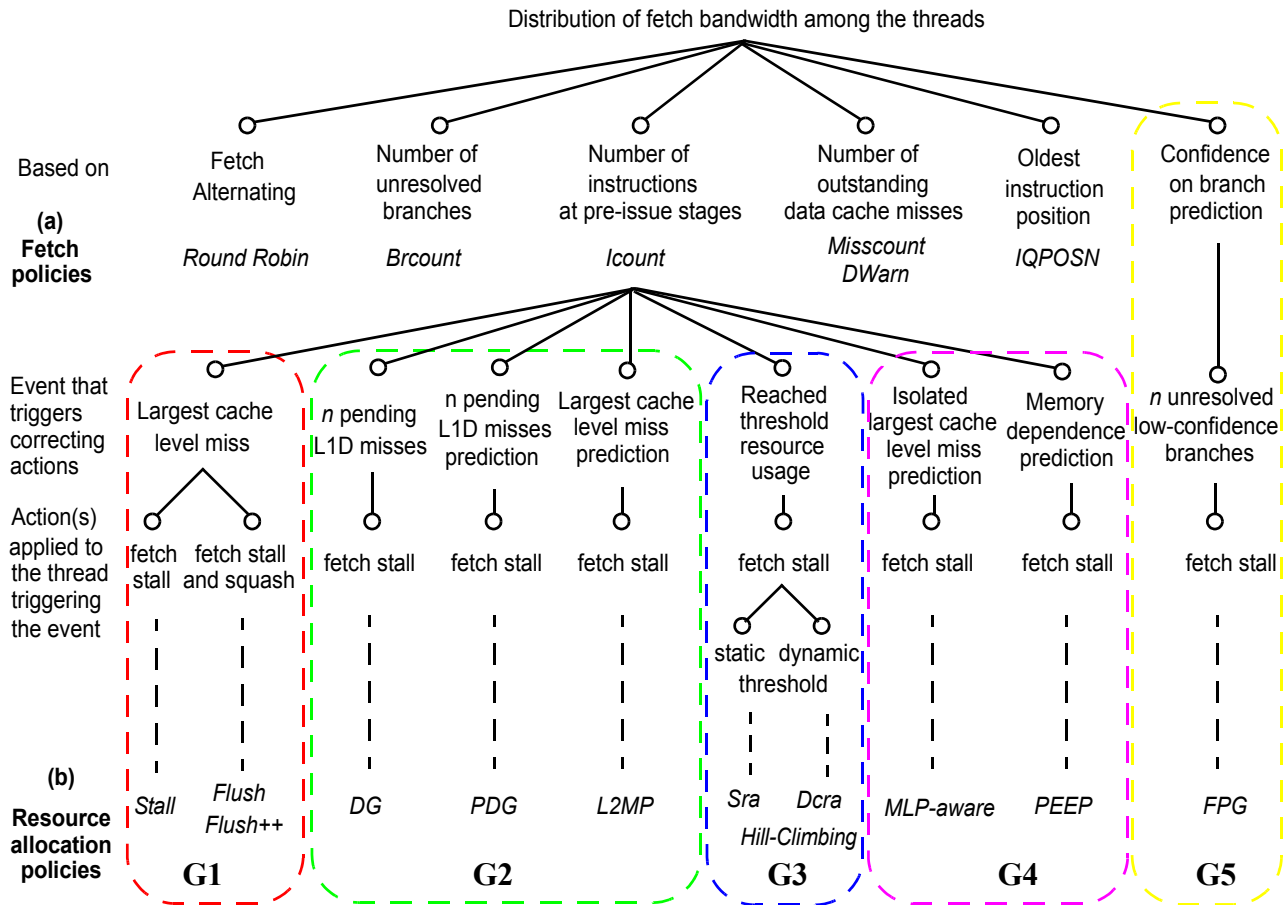 Distribution of fetch bandwidth among the threads
Based on
(a)
Fetch
policies
Fetch
Alternating
Round Robin
Number of
unresolved
branches
Brcount
Number of
instructions
at pre-issue stages
Icount
Number of
outstanding
data cache misses
Misscount
DWarn
Oldest
instruction
position
IQPOSN
Confidence
on branch
prediction
Event that
triggers
correcting
actions
Largest cache
level miss
n pending
L1D misses
n pending
L1D misses
prediction
Largest cache
level miss
prediction
Reached
threshold
resource
usage
Isolated
largest cache
level miss
prediction
Memory
dependence
prediction
n unresolved
low-confidence
branches
Action(s)
applied to
the thread
triggering
the event
fetch
stall
fetch stall
and squash
fetch stall
fetch stall
fetch stall
fetch stall
static dynamic
threshold
fetch stall
fetch stall
fetch stall
(b)
Resource
allocation
policies
Stall
Flush
Flush++
DG
PDG
L2MP
Sra
Dcra
Hill-Climbing
MLP-aware
PEEP
FPG
G1
G2
G3
G4
G5